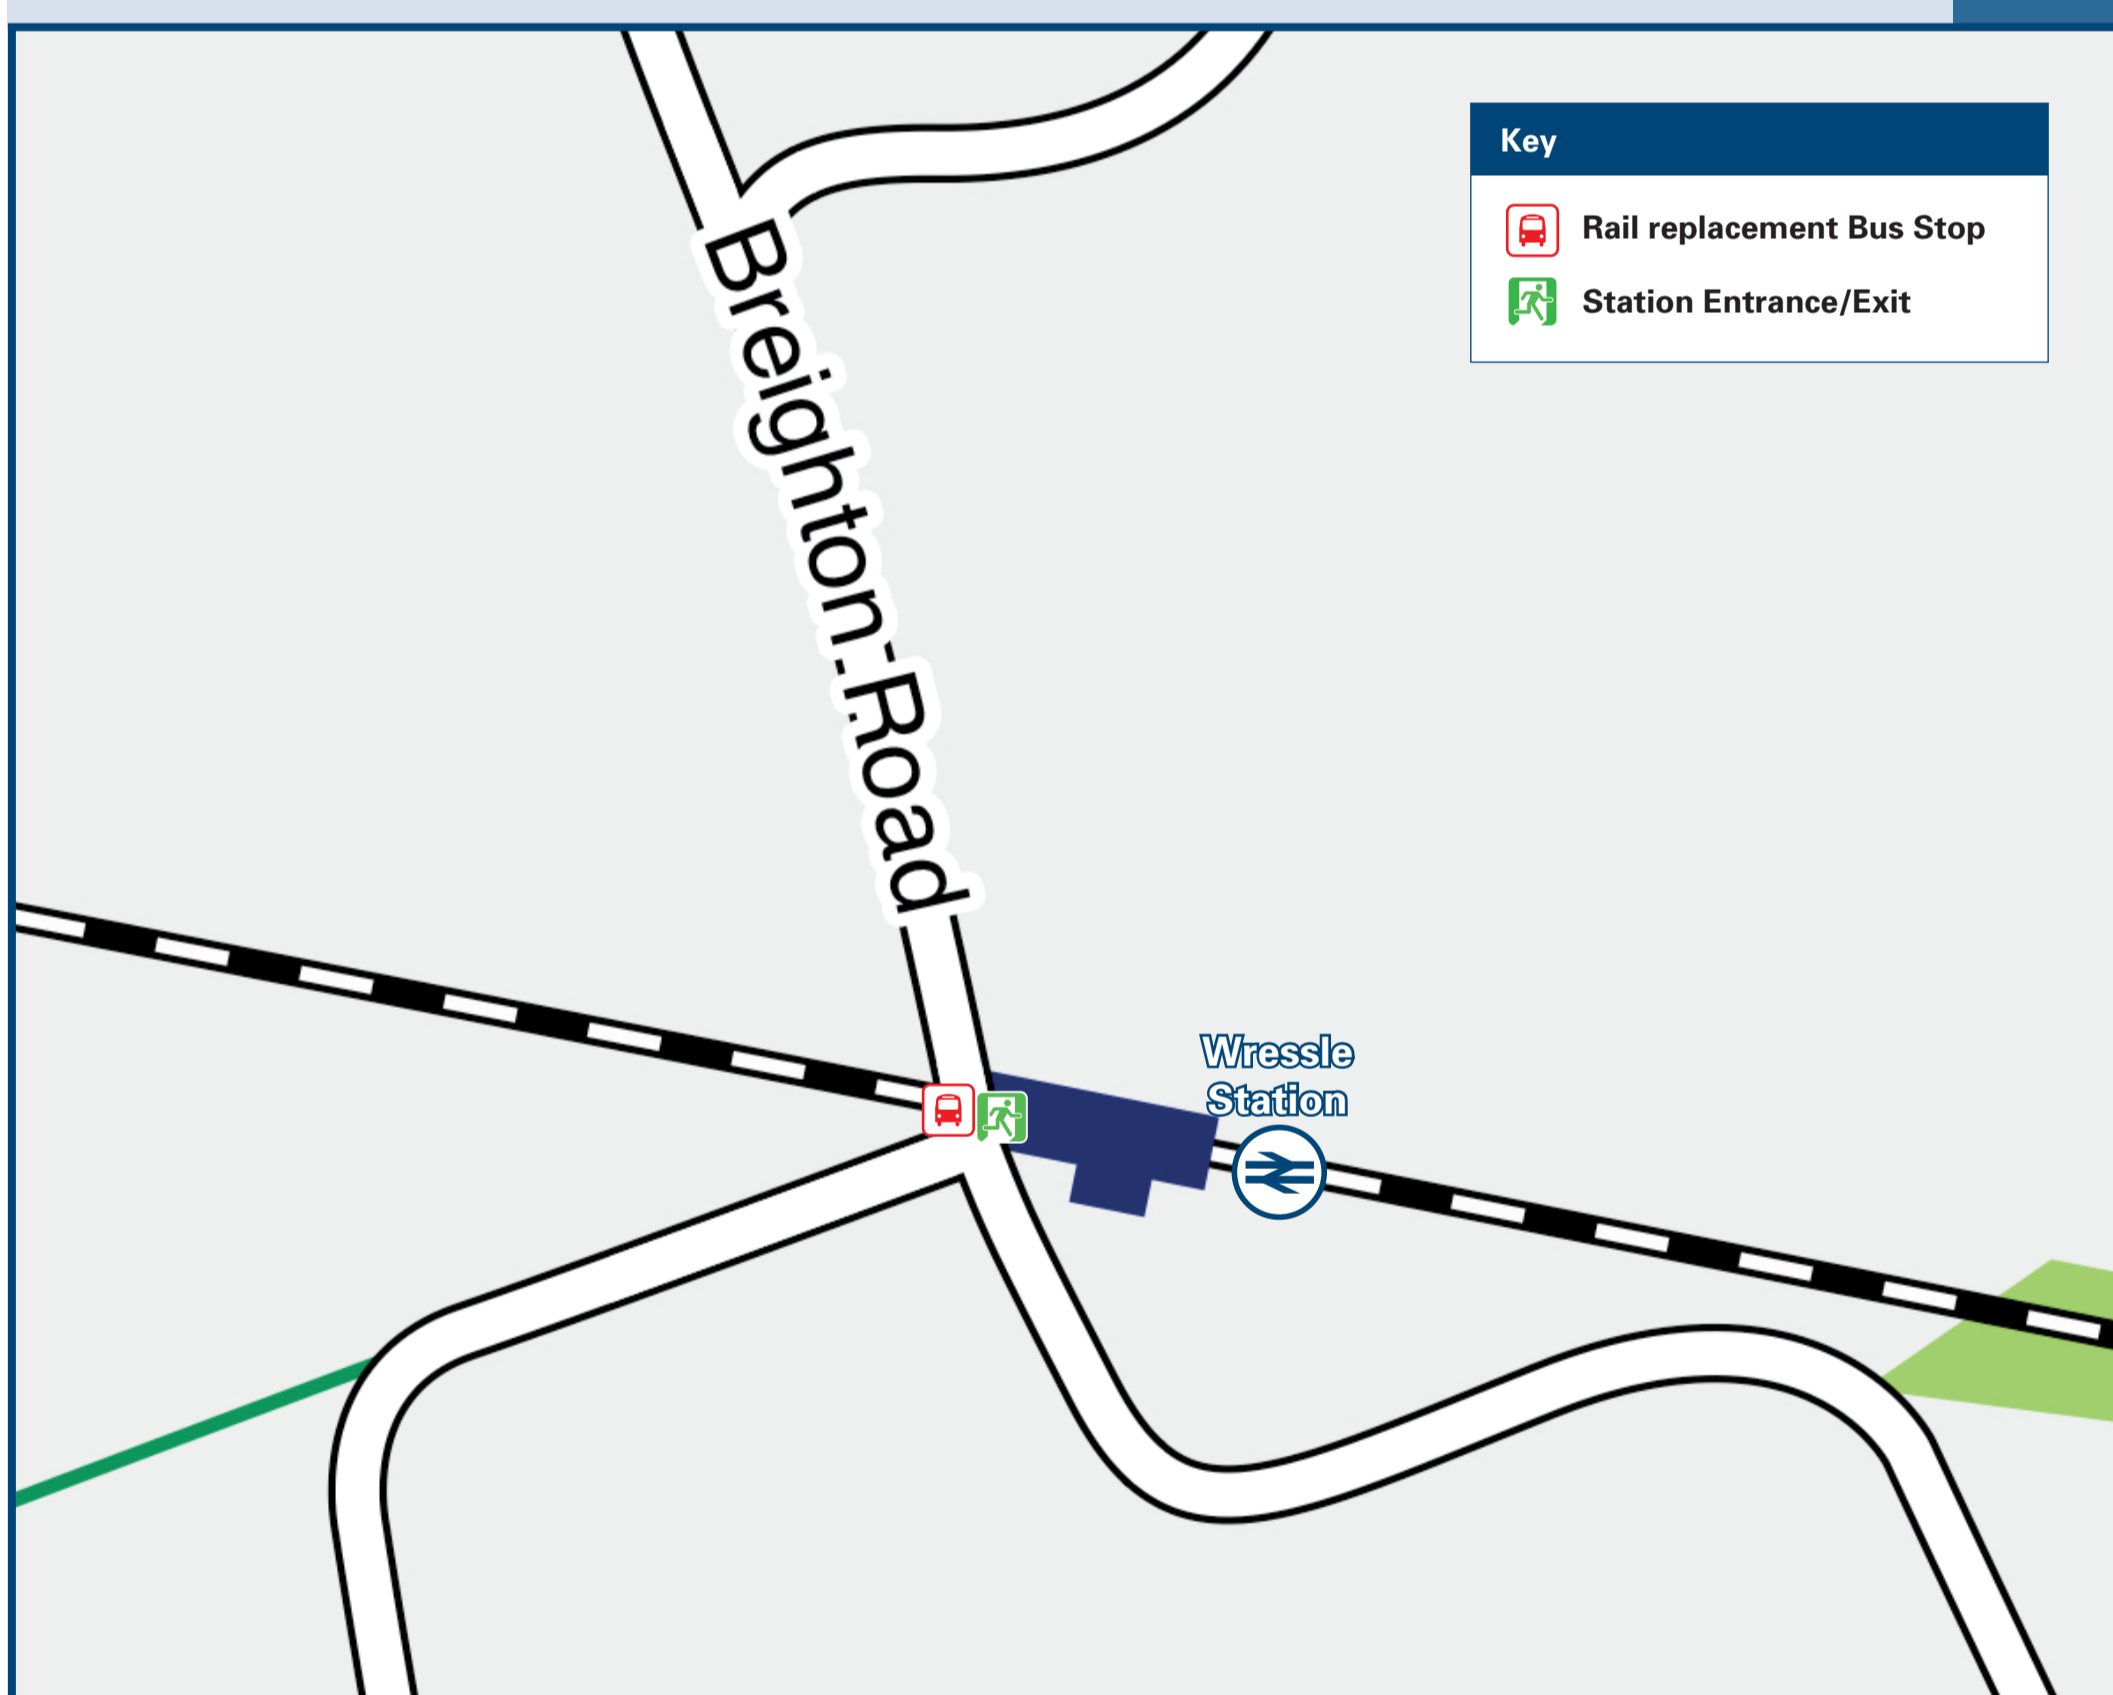 Key
Rail replacement Bus Stop
Station Entrance/Exit
Breighton Road
Wressle
Station